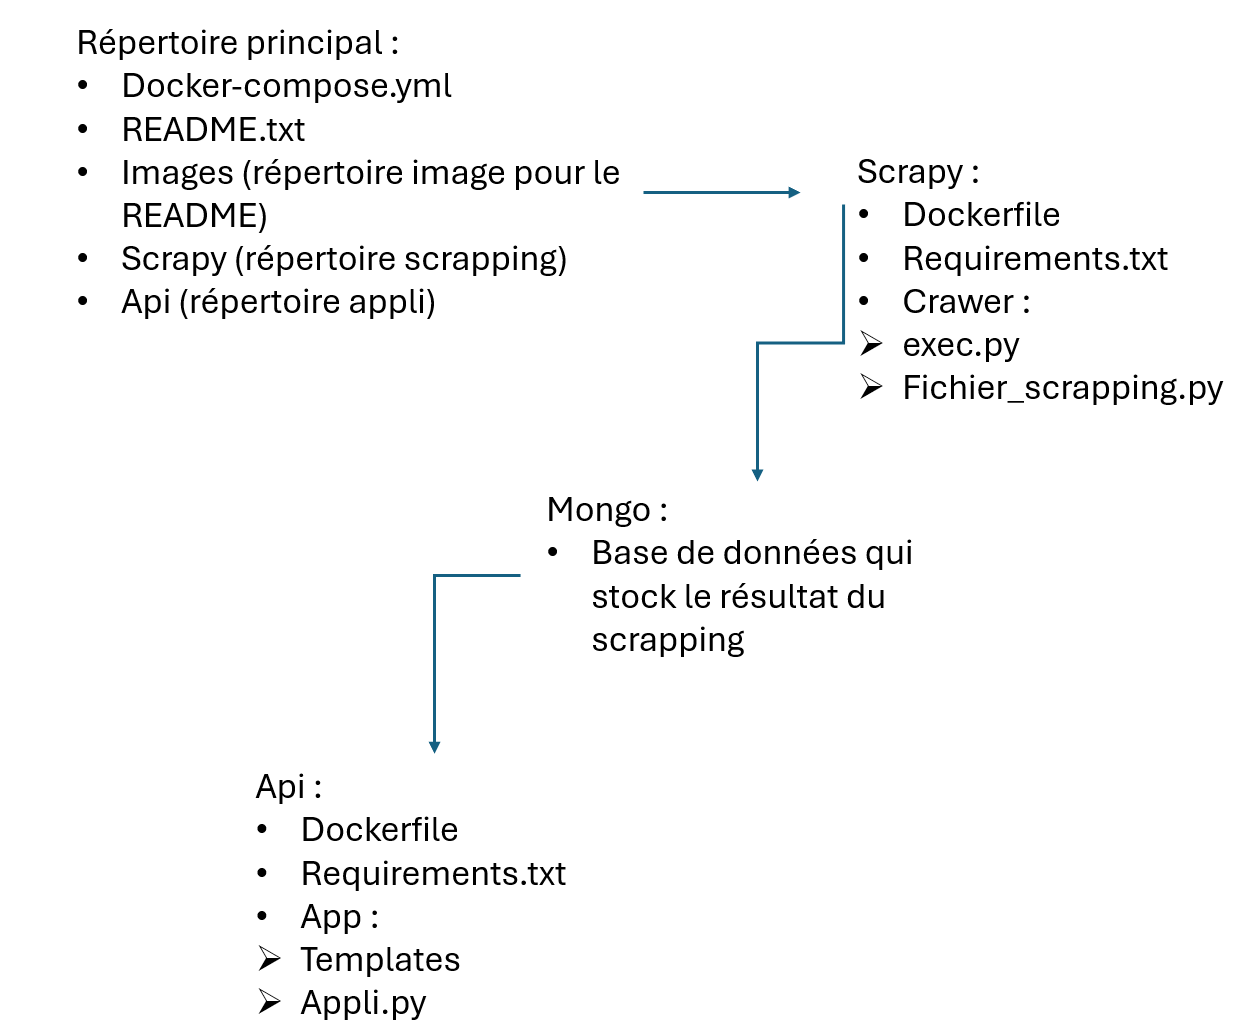 Répertoire principal :
• Docker-compose.yml
• README.txt
• Images (répertoire image pour le
README)
• Scrapy (répertoire scrapping)
• Api (répertoire appli)
Scrapy :
• Dockerfile
• Requirements.txt
• Crawer :
➢ exec.py
➢ Fichier_scrapping.py
Mongo :
• Base de données qui
stock le résultat du
scrapping
Api :
• Dockerfile
• Requirements.txt
• App :
➢ Templates
➢ Appli.py